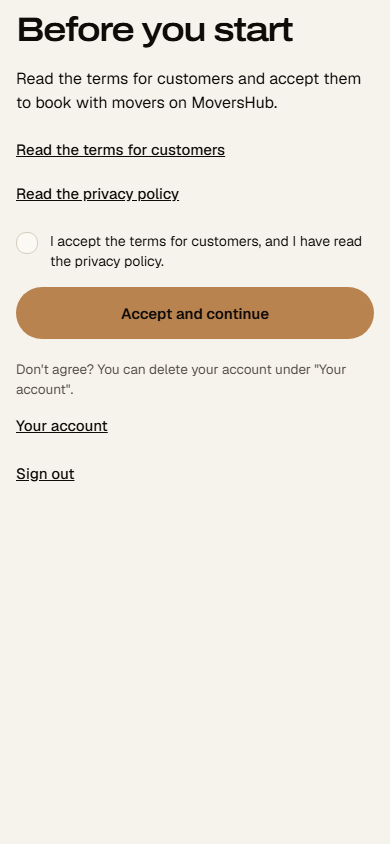 Before you start
Read the terms for customers and accept them
to book with movers on MoversHub.
Read the terms for customers
Read the privacy policy
I accept the terms for customers, and I have read
the privacy policy.
Accept and continue
Don't agree? You can delete your account under "Your
account".
Your account
Sign out